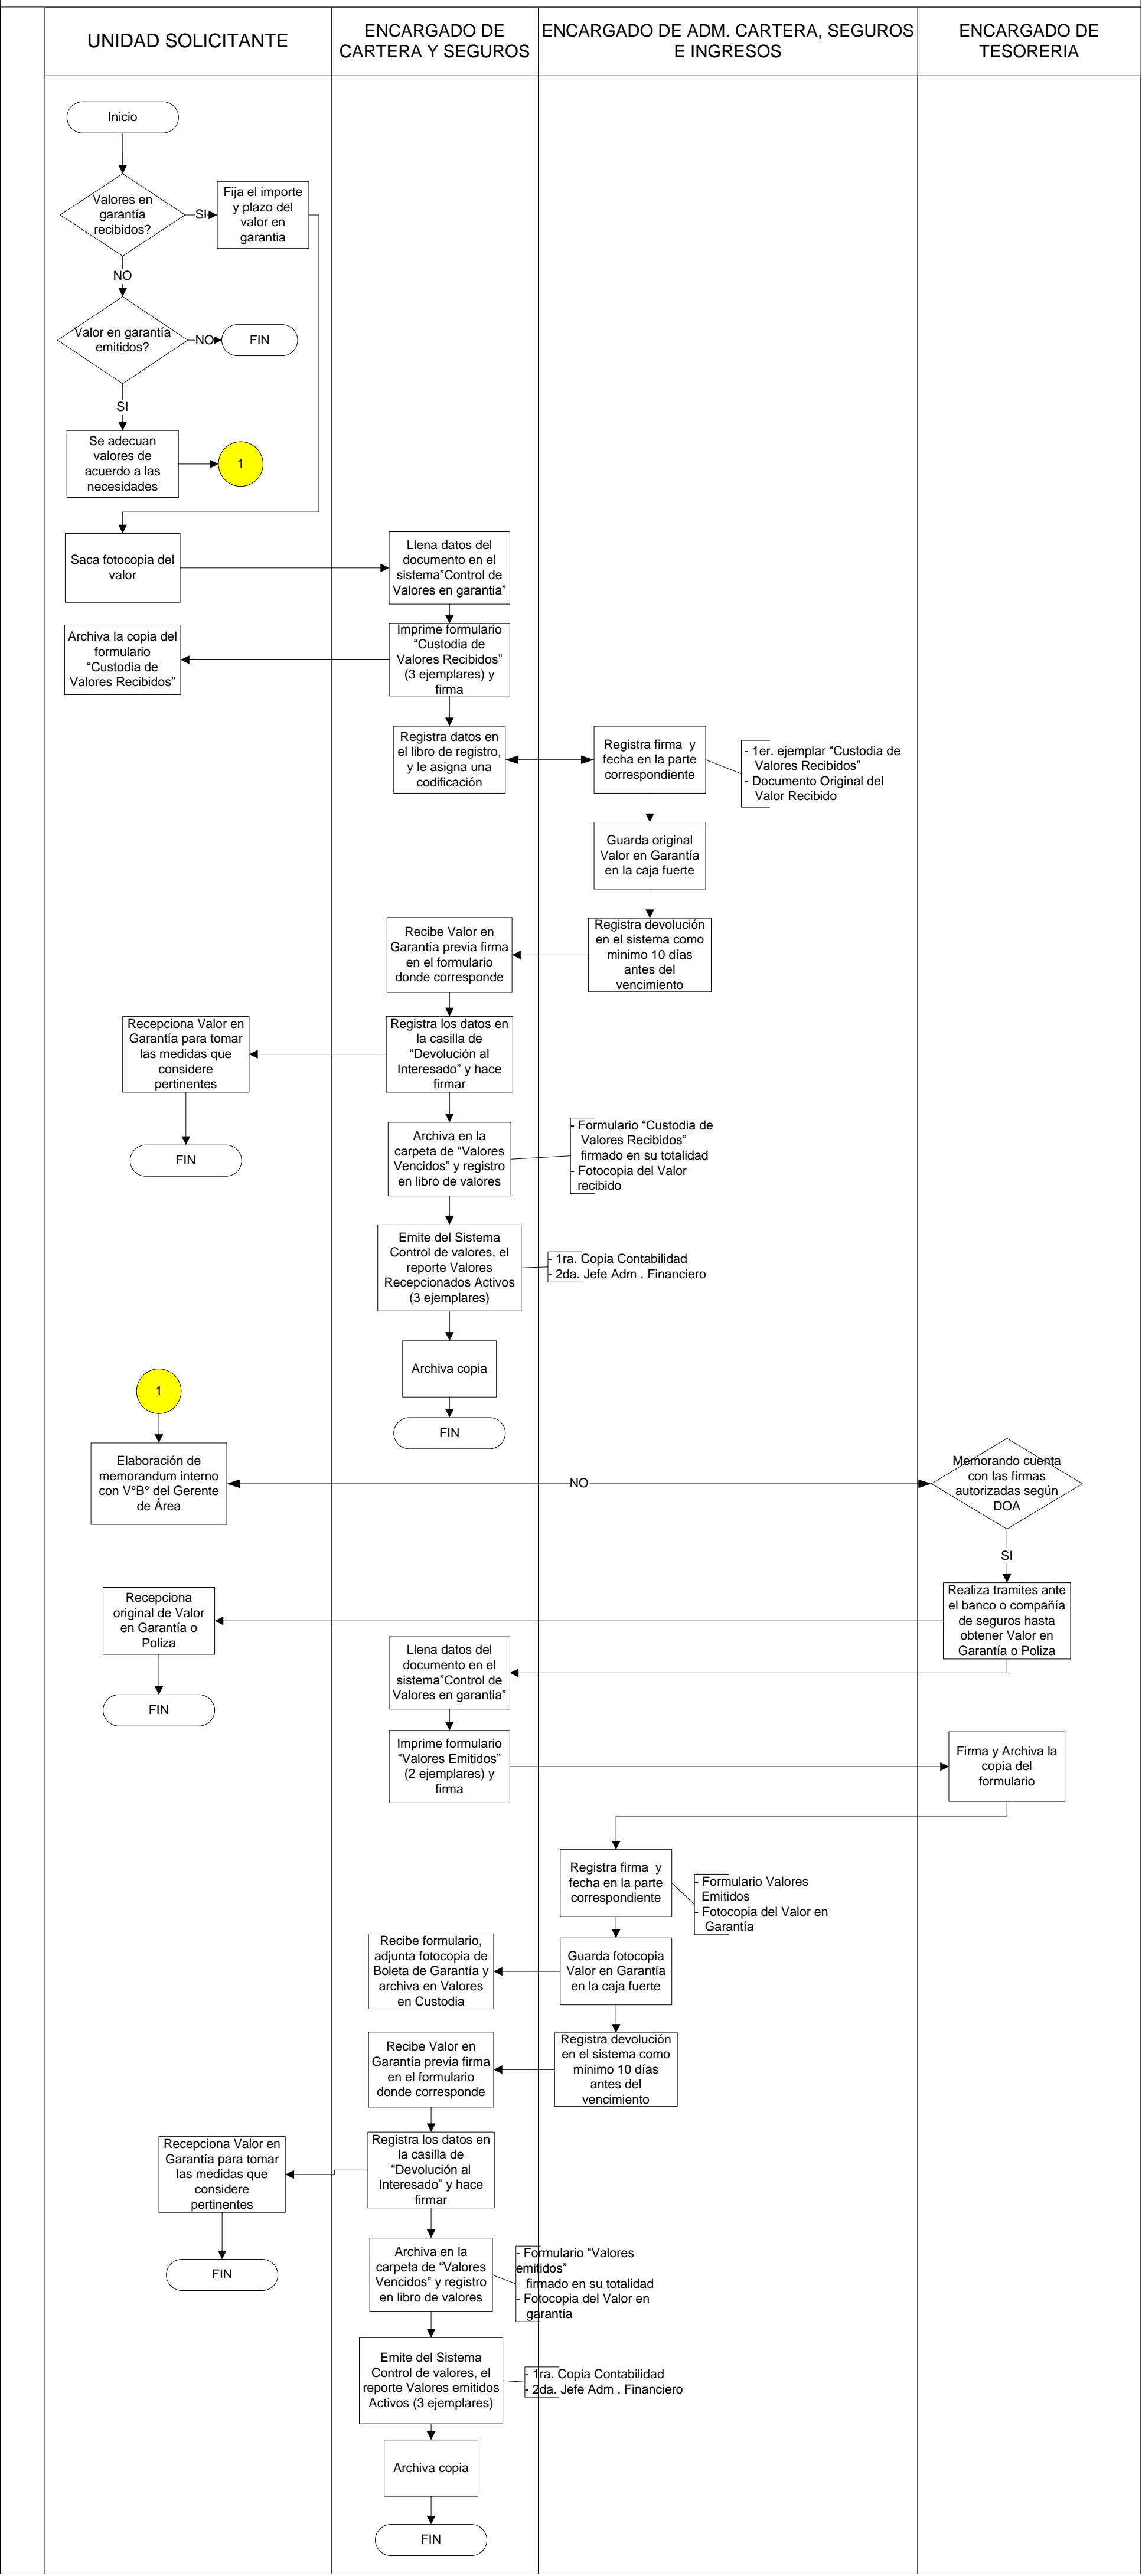 UNIDAD SOLICITANTE
ENCARGADO DE
CARTERA Y SEGUROS
ENCARGADO DE ADM. CARTERA, SEGUROS
E INGRESOS
ENCARGADO DE
TESORERIA
Inicio
Valores en
garantía
recibidos?
SI
Fija el importe
y plazo del
valor en
garantia
NO
Valor en garantía
emitidos?
NO
FIN
SI
Se adecuan
valores de
acuerdo a las
necesidades
1
Saca fotocopia del
valor
Llena datos del
documento en el
sistema”Control de
Valores en garantia”
Imprime formulario
“Custodia de
Valores Recibidos”
(3 ejemplares) y
firma
Archiva la copia del
formulario
“Custodia de
Valores Recibidos”
Registra datos en
el libro de registro,
y le asigna una
codificación
Registra firma y
fecha en la parte
correspondiente
- 1er. ejemplar “Custodia de
Valores Recibidos”
- Documento Original del
Valor Recibido
Guarda original
Valor en Garantía
en la caja fuerte
Registra devolución
en el sistema como
minimo 10 días
antes del
vencimiento
Recibe Valor en
Garantía previa firma
en el formulario
donde corresponde
Registra los datos en
la casilla de
“Devolución al
Interesado” y hace
firmar
Recepciona Valor en
Garantía para tomar
las medidas que
considere
pertinentes
FIN
Archiva en la
carpeta de “Valores
Vencidos” y registro
en libro de valores
- Formulario “Custodia de
Valores Recibidos”
firmado en su totalidad
- Fotocopia del Valor
recibido
Emite del Sistema
Control de valores, el
reporte Valores
Recepcionados Activos
(3 ejemplares)
- 1ra. Copia Contabilidad
- 2da. Jefe Adm . Financiero
Archiva copia
FIN
1
Elaboración de
memorandum interno
con V°B° del Gerente
de Área
NO
Memorando cuenta
con las firmas
autorizadas según
DOA
SI
Realiza tramites ante
el banco o compañía
de seguros hasta
obtener Valor en
Garantía o Poliza
Recepciona
original de Valor
en Garantía o
Poliza
FIN
Llena datos del
documento en el
sistema”Control de
Valores en garantia”
Imprime formulario
“Valores Emitidos”
(2 ejemplares) y
firma
Firma y Archiva la
copia del
formulario
Registra firma y
fecha en la parte
correspondiente
- Formulario Valores
Emitidos
- Fotocopia del Valor en
Garantía
Guarda fotocopia
Valor en Garantía
en la caja fuerte
Recibe formulario,
adjunta fotocopia de
Boleta de Garantía y
archiva en Valores
en Custodia
Registra devolución
en el sistema como
minimo 10 días
antes del
vencimiento
Recibe Valor en
Garantía previa firma
en el formulario
donde corresponde
Registra los datos en
la casilla de
“Devolución al
Interesado” y hace
firmar
Recepciona Valor en
Garantía para tomar
las medidas que
considere
pertinentes
FIN
Archiva en la
carpeta de “Valores
Vencidos” y registro
en libro de valores
- Formulario “Valores
emitidos”
firmado en su totalidad
- Fotocopia del Valor en
garantía
Emite del Sistema
Control de valores, el
reporte Valores emitidos
Activos (3 ejemplares)
- 1ra. Copia Contabilidad
- 2da. Jefe Adm . Financiero
Archiva copia
FIN